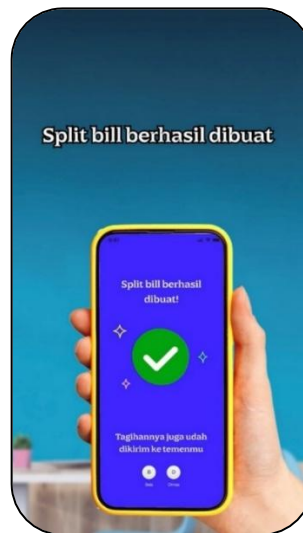 Split bill berhasil dibuat
Split bill berhasil
dibuat!
Tagihannya juga udah
dikirim ke temenmu